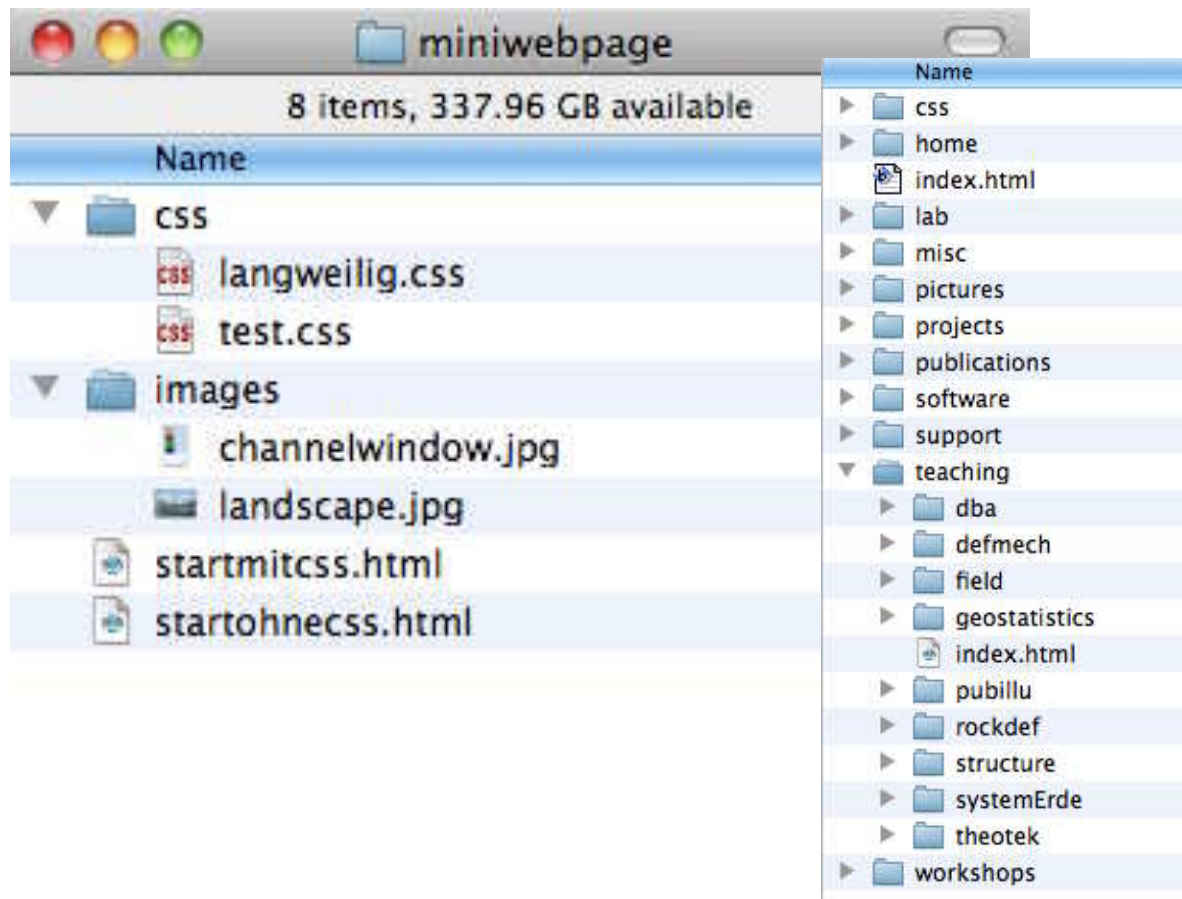 miniwebpage
8 items, 337.96 GB available
Name
css
langweilig.css
test.css
images
channelwindow.jpg
landscape.jpg
startmitcss.html
startohnecss.html
Name
css
home
index.html
lab
misc
pictures
projects
publications
software
support
teaching
dba
defmech
field
geostatistics
index.html
pubillu
rockdef
structure
systemErde
theotek
workshops